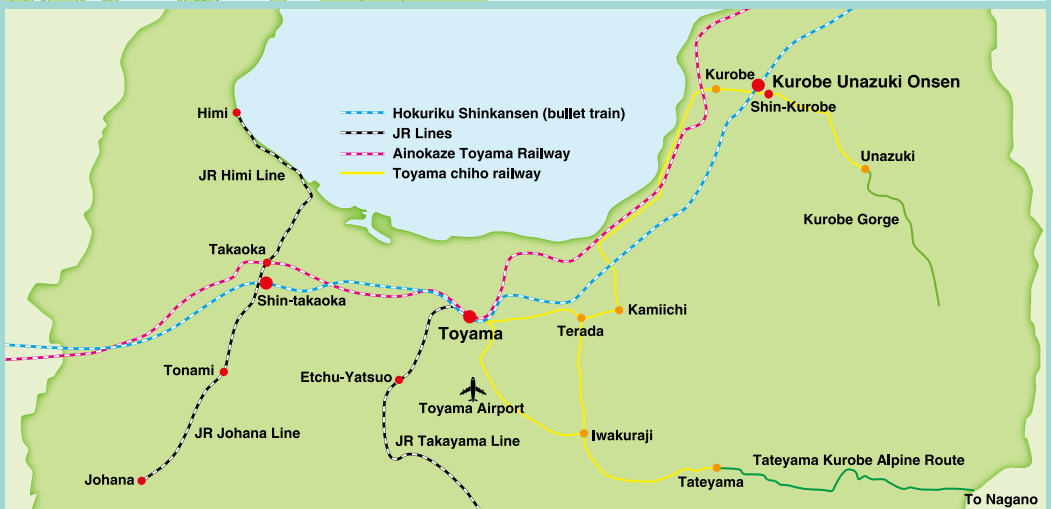 Kurobe
Kurobe Unazuki Onsen
Shin-Kurobe
Himi
Hokuriku Shinkansen (bullet train)
JR Lines
Ainokaze Toyama Railway
Toyama chiho railway
Unazuki
JR Himi Line
Kurobe Gorge
Takaoka
Shin-takaoka
Toyama
Kamiichi
Terada
Tonami
Etchu-Yatsuo
Toyama Airport
JR Johana Line
JR Takayama Line
Iwakuraji
Johana
Tateyama
Tateyama Kurobe Alpine Route
To Nagano